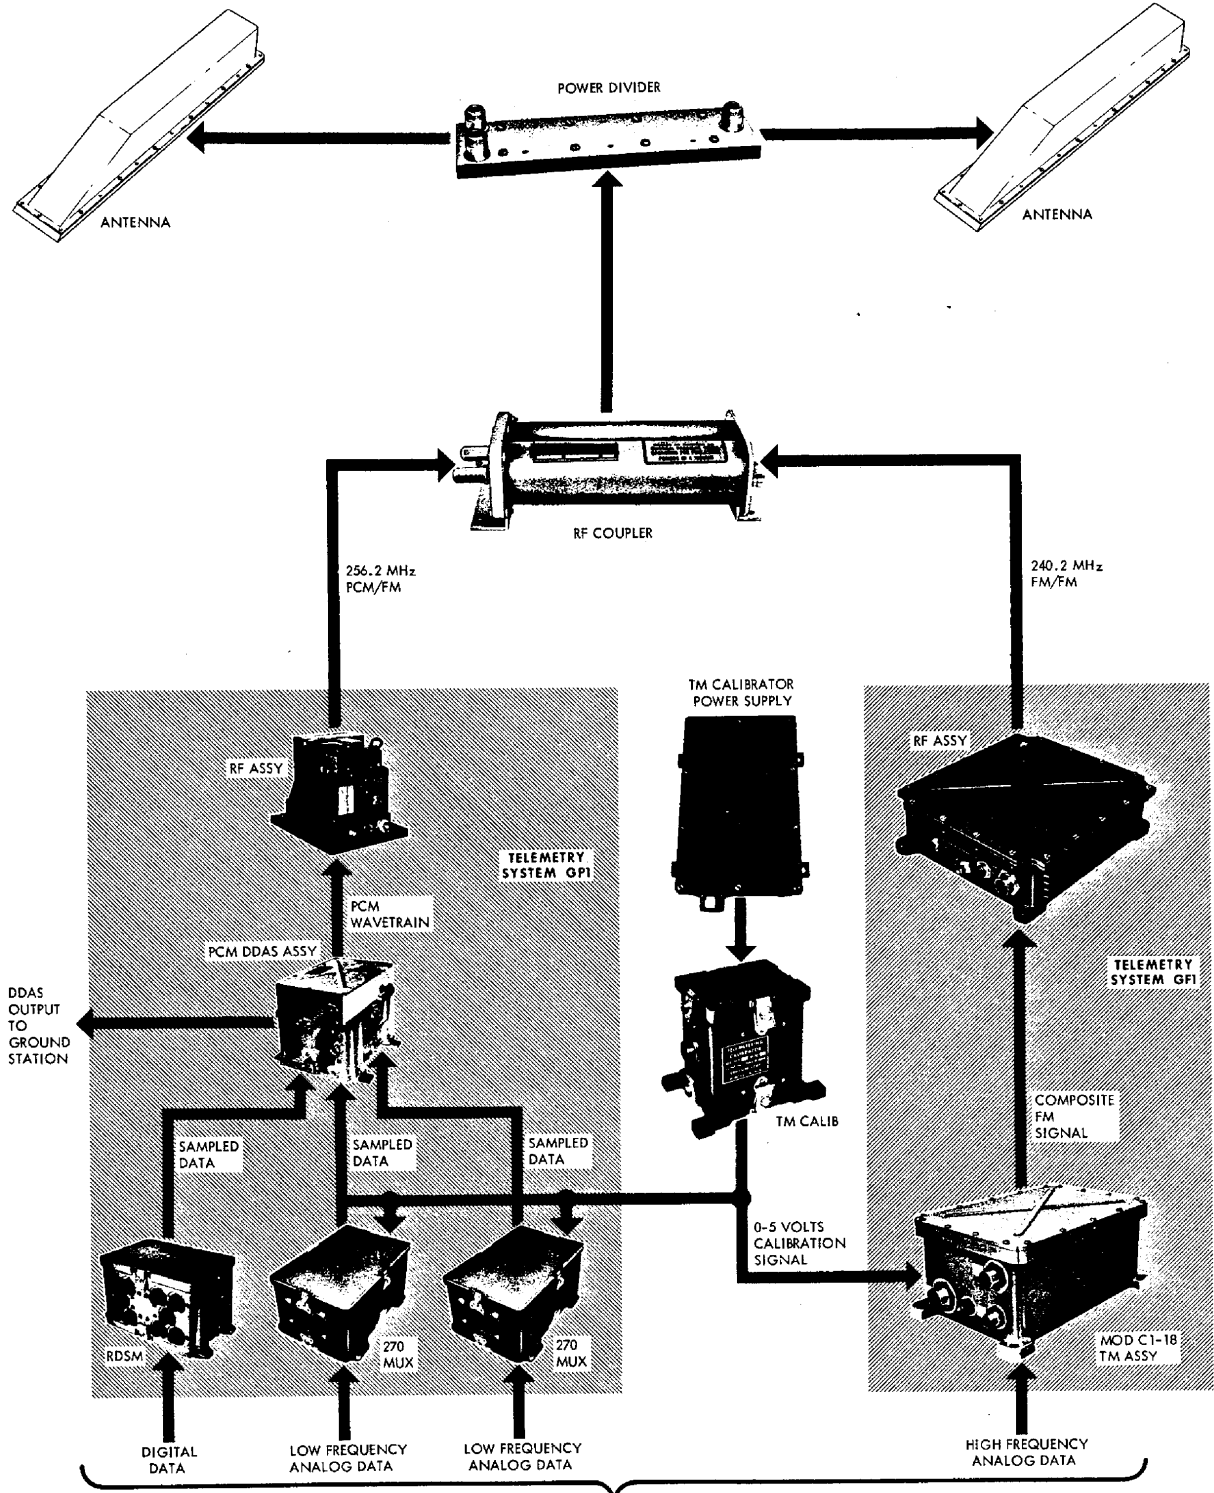 POWER DIVIDER
ANTENNA
ANTENNA
RF COUPLER
256.2 MHz
PCM/FM
240.2 MHz
FM/FM
TM CALIBRATOR
POWER SUPPLY
RF ASSY
RF ASSY
TELEMETRY
SYSTEM GP1
PCM
WAVETRAIN
PCM DDAS ASSY
TELEMETRY
SYSTEM GF1
DDAS
OUTPUT
TO
GROUND
STATION
TM CALIB
COMPOSITE
FM
SIGNAL
SAMPLED
DATA
SAMPLED
DATA
SAMPLED
DATA
0-5 VOLTS
CALIBRATION
SIGNAL
RDSM
270
MUX
270
MUX
MOD C1-18
TM ASSY
DIGITAL
DATA
LOW FREQUENCY
ANALOG DATA
LOW FREQUENCY
ANALOG DATA
HIGH FREQUENCY
ANALOG DATA